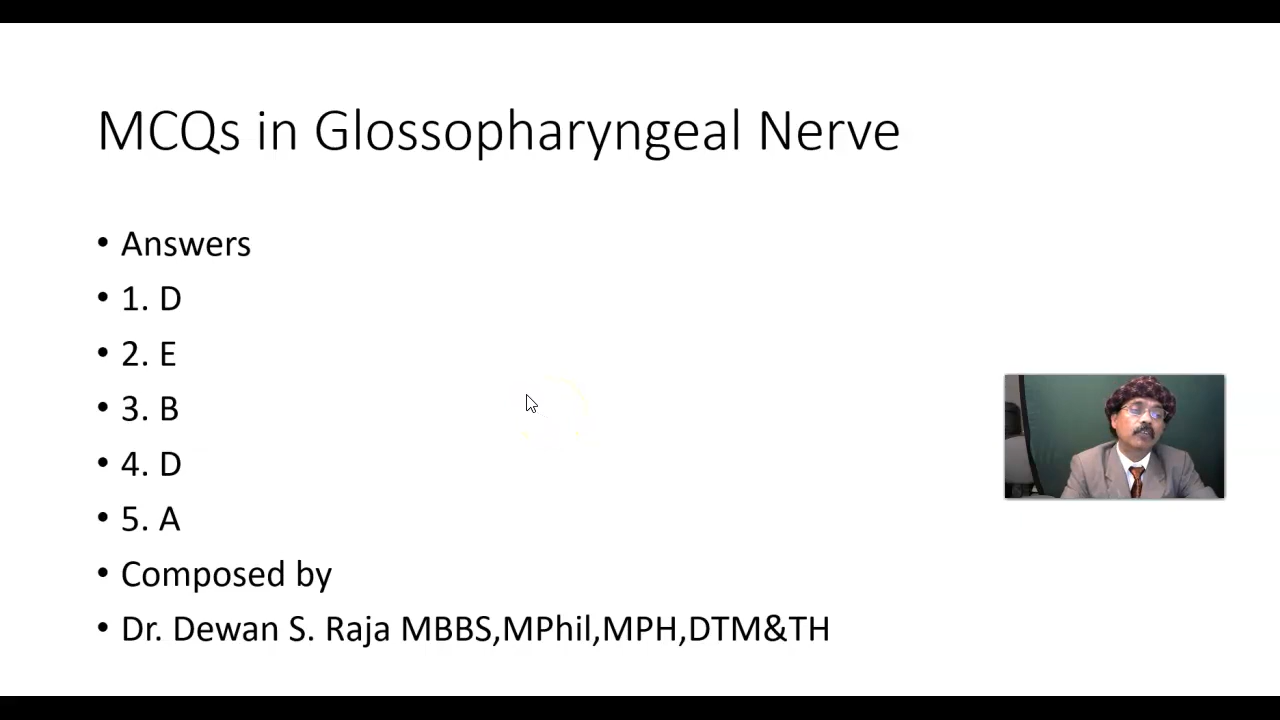 MCQs in Glossopharyngeal Nerve
• Answers
• 1. D
• 2. E
• 3. B
• 4. D
• 5. A
• Composed by
• Dr. Dewan S. Raja MBBS,MPhil,MPH,DTM&TH